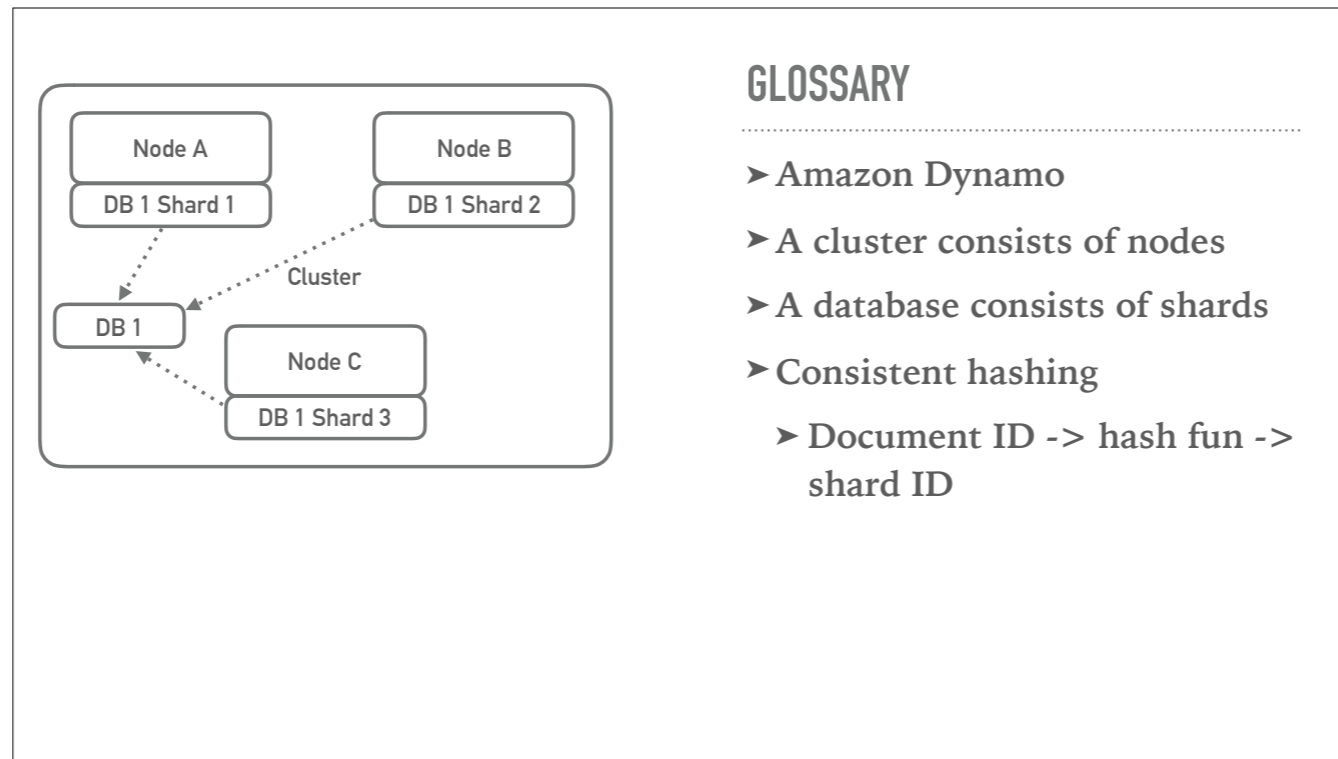 Node A
DB 1 Shard 1
Node B
DB 1 Shard 2
Cluster
DB 1
Node C
DB 1 Shard 3
GLOSSARY
➤ Amazon Dynamo
➤ A cluster consists of nodes
➤ A database consists of shards
➤ Consistent hashing
➤ Document ID -> hash fun ->
shard ID